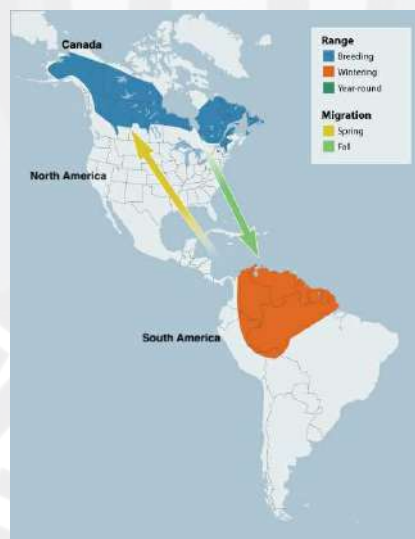 Canada
Range
Breeding
Wintering
Year-round
Migration
Spring
Fall
North America
South America